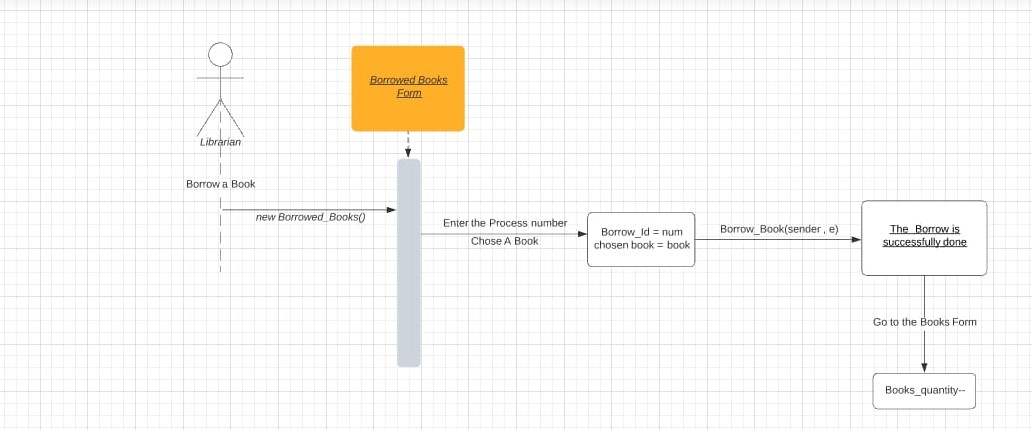 Borrowed Books
Form
Librarian
Borrow a Book
new Borrowed_Books()
Enter the Process number
Chose A Book
Borrow_Id = num
chosen book = book
Borrow_Book(sender , e)
The Borrow is
successfully done
Go to the Books Form
Books_quantity--